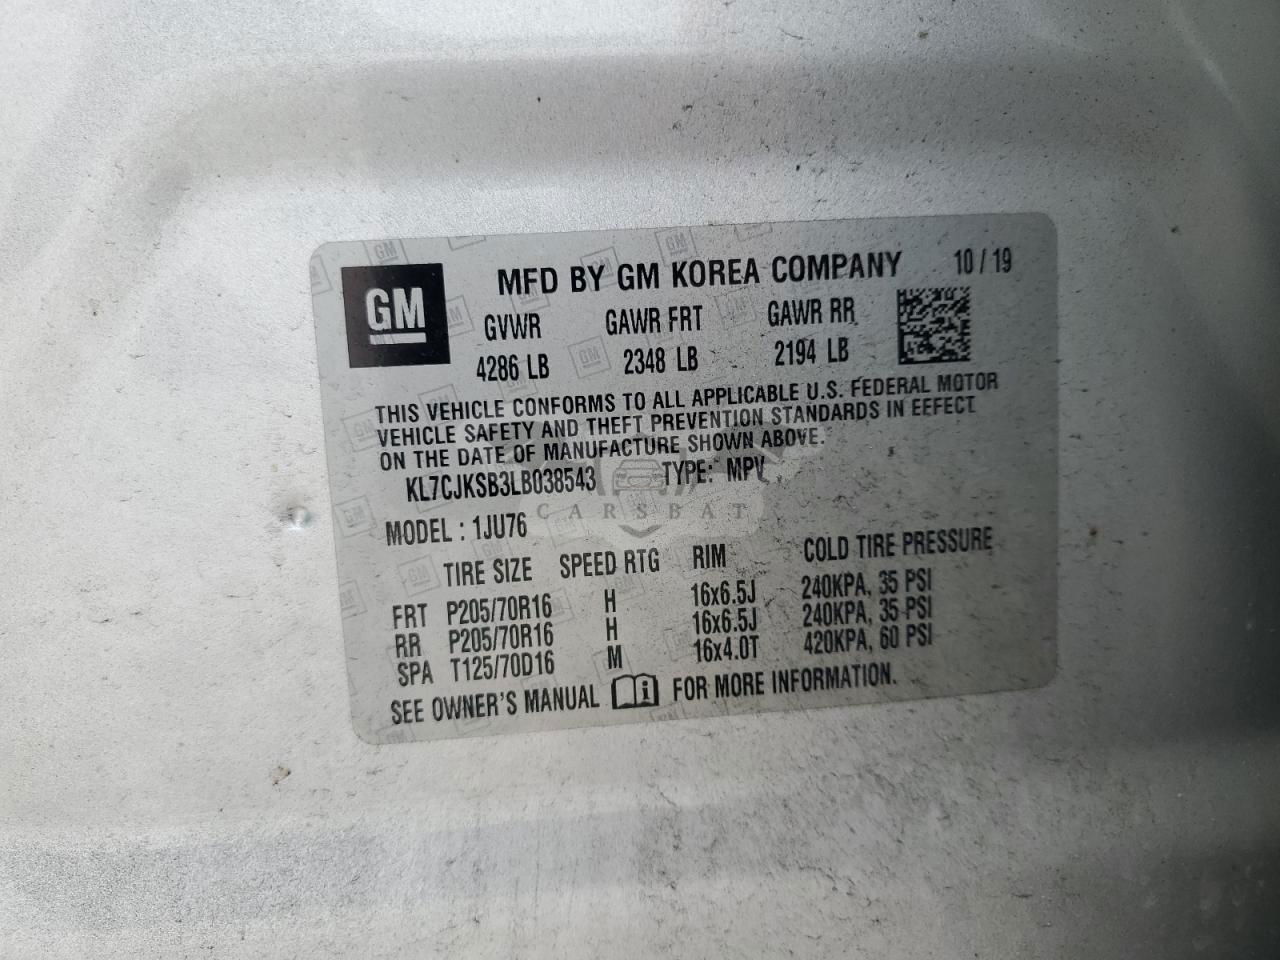 GM
MFD BY GM KOREA COMPANY 10 / 19
GVWR GAWR FRT GAWR RR
4286 LB 2348 LB 2194 LB
THIS VEHICLE CONFORMS TO ALL APPLICABLE U.S. FEDERAL MOTOR
VEHICLE SAFETY AND THEFT PREVENTION STANDARDS IN EFFECT
ON THE DATE OF MANUFACTURE SHOWN ABOVE.
KL7CJKSB3LB038543 TYPE: MPV
CARSBAT
MODEL : 1JU76
TIRE SIZE SPEED RTG RIM COLD TIRE PRESSURE
FRT P205/70R16 H 16x6.5J 240KPA, 35 PSI
RR P205/70R16 H 16x6.5J 240KPA, 35 PSI
SPA T125/70D16 M 16x4.0T 420KPA, 60 PSI
SEE OWNER'S MANUAL i FOR MORE INFORMATION.